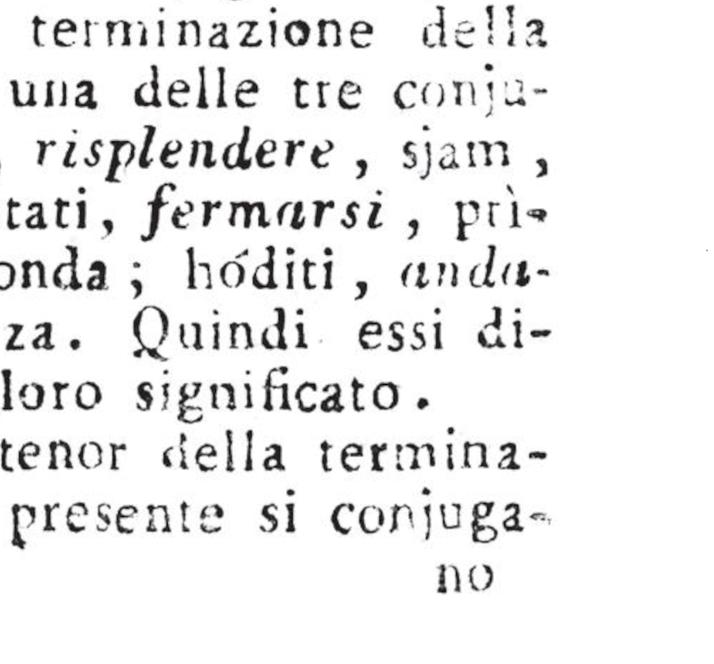 terminazione della
una delle tre conju-
, risplendere, sjam,
tati, fermarsi, prì-
onda; hóditi, anda-
za. Quindi essi di-
loro significato.
tenor della termina-
presente si conjuga-
no